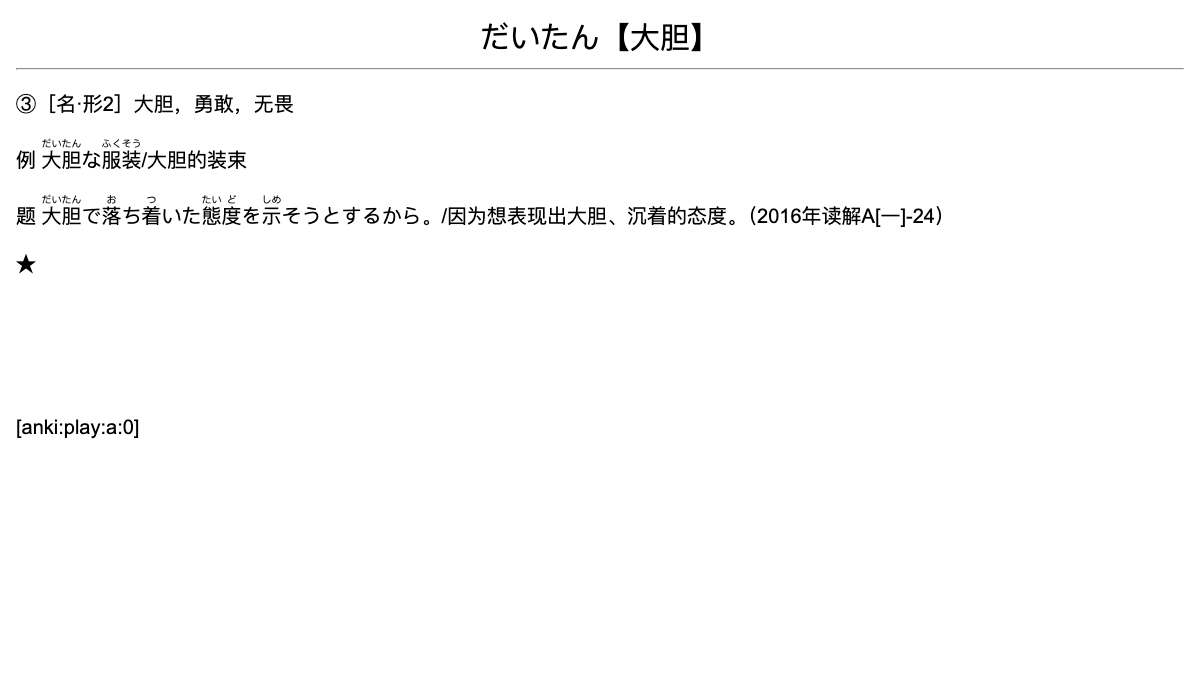 だいたん【大胆】
③［名·形2］大胆，勇敢，无畏
例 大胆な服装/大胆的装束
だいたん ふくそう
题 大胆で落ち着いた態度を示そうとするから。/因为想表现出大胆、沉着的态度。（2016年读解A[一]-24）
だいたん お つ たい ど しめ
★
[anki:play:a:0]